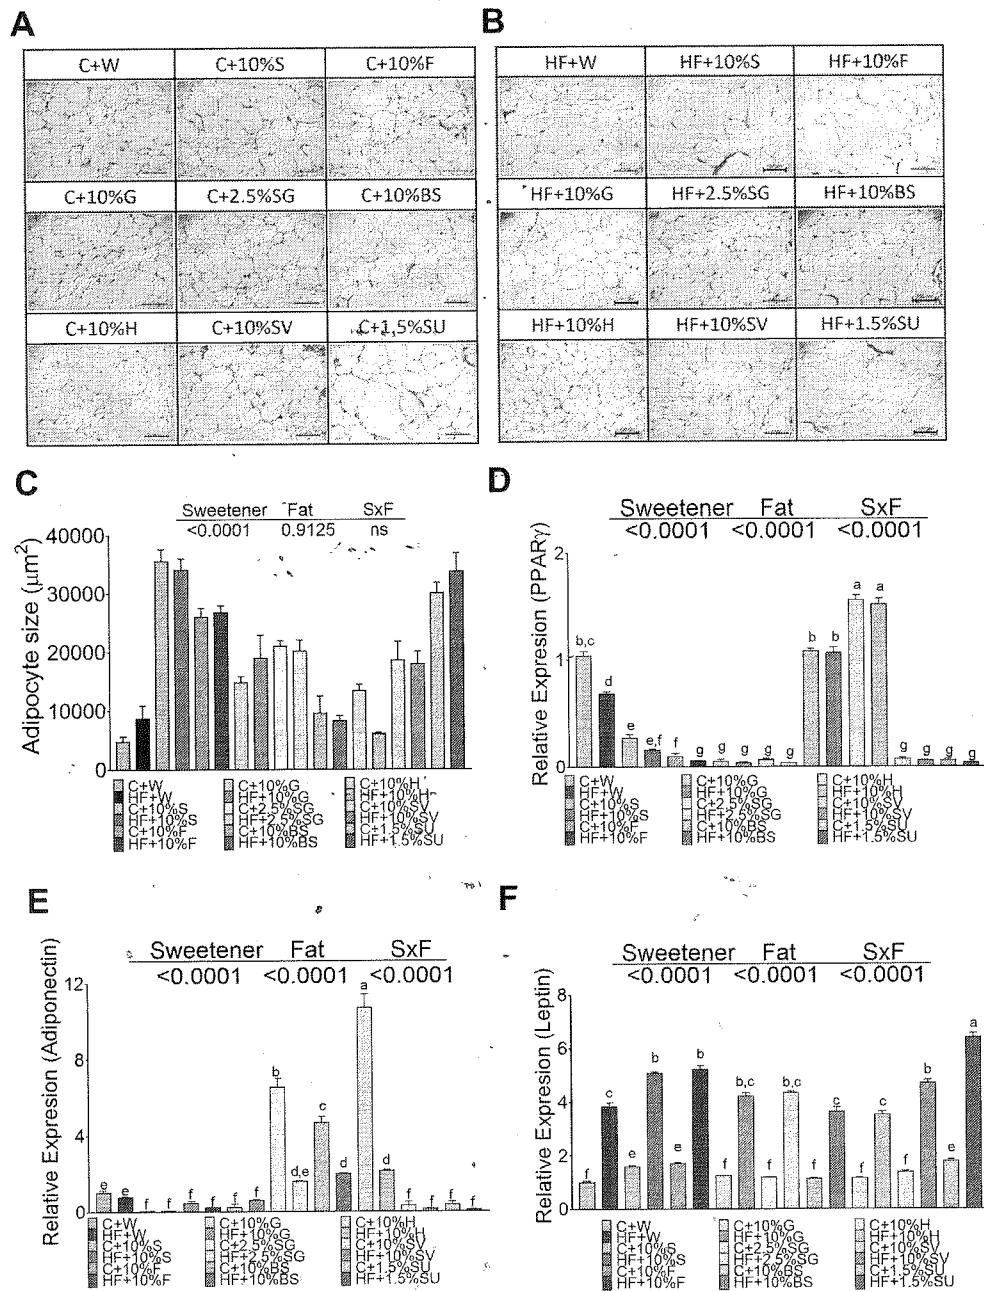 A
C+W C+10%S C+10%F
C+10%G C+2.5%SG C+10%BS
C+10%H C+10%SV C+1,5%SU
B
HF+W HF+10%S HF+10%F
HF+10%G HF+2.5%SG HF+10%BS
HF+10%H HF+10%SV HF+1.5%SU
C
Sweetener Fat SxF
<0.0001 0.9125 ns
Adipocyte size (μm²)
40000
30000
20000
10000
0
C+W C+10%G C+10%H
HF+W HF+10%G HF+10%H
C+10%S C+2.5%SG C+10%SV
HF+10%S HF+2.5%SG HF+10%SV
C+10%F C+10%BS C+1.5%SU
HF+10%F HF+10%BS HF+1.5%SU
D
Sweetener Fat SxF
<0.0001 <0.0001 <0.0001
Relative Expresion (PPARγ)
2
1
0
b,c d e e,f f g g g g g b b a a g g g g
C+W C+10%G C+10%H
HF+W HF+10%G HF+10%H
C+10%S C+2.5%SG C+10%SV
HF+10%S HF+2.5%SG HF+10%SV
C+10%F C+10%BS C+1.5%SU
HF+10%F HF+10%BS HF+1.5%SU
E
Sweetener Fat SxF
<0.0001 <0.0001 <0.0001
Relative Expresion (Adiponectin)
12
8
4
0
e e f f f f f f b d,e c d a d f f f f
C+W C+10%G C+10%H
HF+W HF+10%G HF+10%H
C+10%S C+2.5%SG C+10%SV
HF+10%S HF+2.5%SG HF+10%SV
C+10%F C+10%BS C+1.5%SU
HF+10%F HF+10%BS HF+1.5%SU
F
Sweetener Fat SxF
<0.0001 <0.0001 <0.0001
Relative Expresion (Leptin)
8
6
4
2
0
f c e b e b f b,c f b,c f c f c f b e a
C+W C+10%G C+10%H
HF+W HF+10%G HF+10%H
C+10%S C+2.5%SG C+10%SV
HF+10%S HF+2.5%SG HF+10%SV
C+10%F C+10%BS C+1.5%SU
HF+10%F HF+10%BS HF+1.5%SU